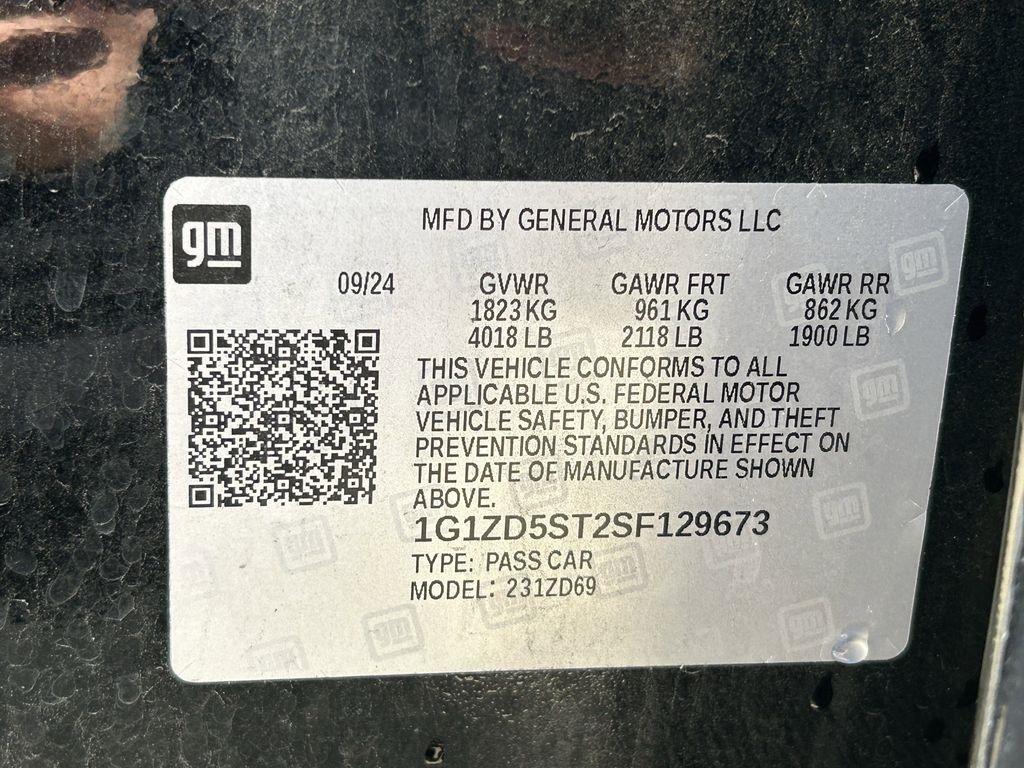 gm
MFD BY GENERAL MOTORS LLC
09/24 GVWR GAWR FRT GAWR RR
1823 KG 961 KG 862 KG
4018 LB 2118 LB 1900 LB
THIS VEHICLE CONFORMS TO ALL
APPLICABLE U.S. FEDERAL MOTOR
VEHICLE SAFETY, BUMPER, AND THEFT
PREVENTION STANDARDS IN EFFECT ON
THE DATE OF MANUFACTURE SHOWN
ABOVE.
1G1ZD5ST2SF129673
TYPE: PASS CAR
MODEL: 231ZD69